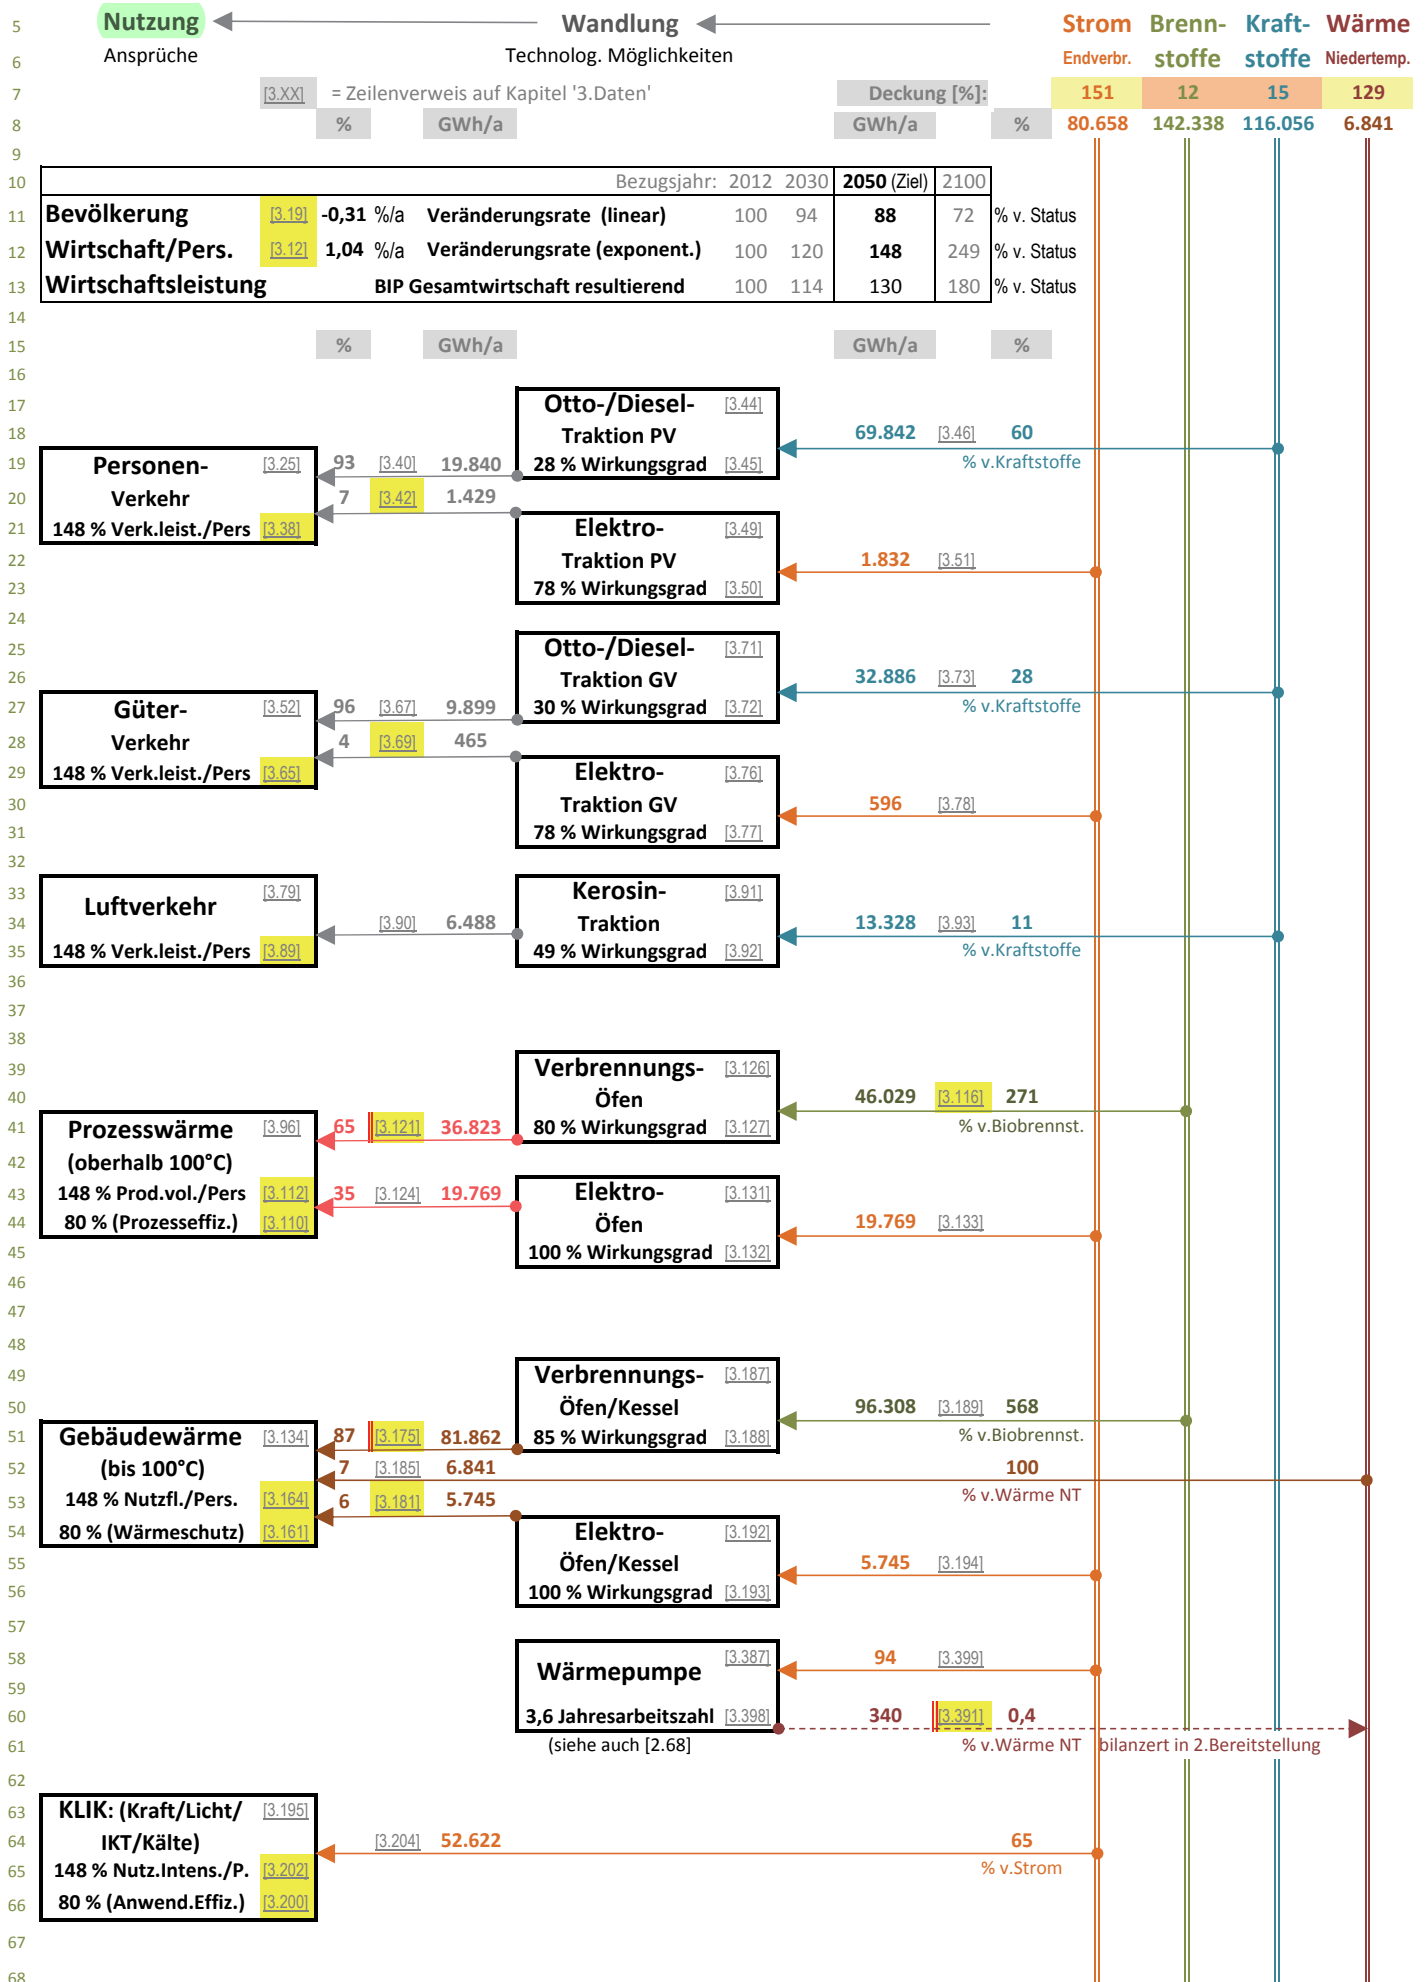 5 Nutzung Wandlung Strom Brenn- Kraft- Wärme
6 Ansprüche Technolog. Möglichkeiten Endverbr. stoffe stoffe Niedertemp.
7 [3.XX] = Zeilenverweis auf Kapitel '3.Daten' Deckung [%]: 151 12 15 129
8 % GWh/a GWh/a % 80.658 142.338 116.056 6.841
9
10 Bezugsjahr: 2012 2030 2050 (Ziel) 2100
11 Bevölkerung [3.19] -0,31 %/a Veränderungsrate (linear) 100 94 88 72 % v. Status
12 Wirtschaft/Pers. [3.12] 1,04 %/a Veränderungsrate (exponent.) 100 120 148 249 % v. Status
13 Wirtschaftsleistung BIP Gesamtwirtschaft resultierend 100 114 130 180 % v. Status
14
15 % GWh/a GWh/a %
16
17 Otto-/Diesel- [3.44]
18 Traktion PV 69.842 [3.46] 60
19 Personen- [3.25] 93 [3.40] 19.840 28 % Wirkungsgrad [3.45] % v.Kraftstoffe
20 Verkehr 7 [3.42] 1.429
21 148 % Verk.leist./Pers [3.38] Elektro- [3.49]
22 Traktion PV 1.832 [3.51]
23 78 % Wirkungsgrad [3.50]
24
25 Otto-/Diesel- [3.71]
26 Traktion GV 32.886 [3.73] 28
27 Güter- [3.52] 96 [3.67] 9.899 30 % Wirkungsgrad [3.72] % v.Kraftstoffe
28 Verkehr 4 [3.69] 465
29 148 % Verk.leist./Pers [3.65] Elektro- [3.76]
30 Traktion GV 596 [3.78]
31 78 % Wirkungsgrad [3.77]
32
33 Luftverkehr [3.79] Kerosin- [3.91]
34 [3.90] 6.488 Traktion 13.328 [3.93] 11
35 148 % Verk.leist./Pers [3.89] 49 % Wirkungsgrad [3.92] % v.Kraftstoffe
36
37
38
39 Verbrennungs- [3.126]
40 Öfen 46.029 [3.116] 271
41 Prozesswärme [3.96] 65 [3.121] 36.823 80 % Wirkungsgrad [3.127] % v.Biobrennst.
42 (oberhalb 100°C)
43 148 % Prod.vol./Pers [3.112] 35 [3.124] 19.769 Elektro- [3.131]
44 80 % (Prozesseffiz.) [3.110] Öfen 19.769 [3.133]
45 100 % Wirkungsgrad [3.132]
46
47
48
49 Verbrennungs- [3.187]
50 Öfen/Kessel 96.308 [3.189] 568
51 Gebäudewärme [3.134] 87 [3.175] 81.862 85 % Wirkungsgrad [3.188] % v.Biobrennst.
52 (bis 100°C) 7 [3.185] 6.841 100
53 148 % Nutzfl./Pers. [3.164] 6 [3.181] 5.745 % v.Wärme NT
54 80 % (Wärmeschutz) [3.161] Elektro- [3.192]
55 Öfen/Kessel 5.745 [3.194]
56 100 % Wirkungsgrad [3.193]
57
58 Wärmepumpe [3.387] 94 [3.399]
59
60 3,6 Jahresarbeitszahl [3.398] 340 [3.391] 0,4
61 (siehe auch [2.68] % v.Wärme NT bilanzert in 2.Bereitstellung
62
63 KLIK: (Kraft/Licht/ [3.195]
64 IKT/Kälte) [3.204] 52.622 65
65 148 % Nutz.Intens./P. [3.202] % v.Strom
66 80 % (Anwend.Effiz.) [3.200]
67
68